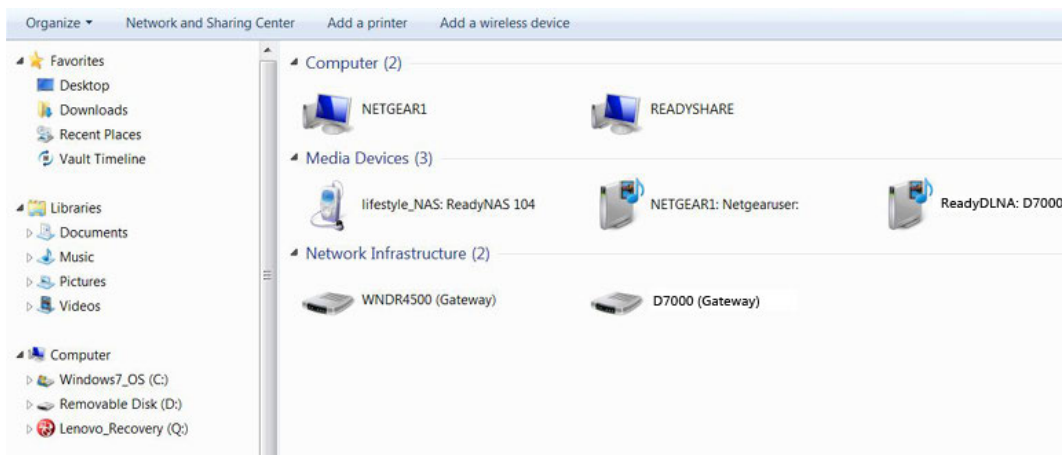 Organize Network and Sharing Center Add a printer Add a wireless device
Favorites
Desktop
Downloads
Recent Places
Vault Timeline
Libraries
Documents
Music
Pictures
Videos
Computer
Windows7_OS (C:)
Removable Disk (D:)
Lenovo_Recovery (Q:)
Computer (2)
NETGEAR1 READYSHARE
Media Devices (3)
lifestyle_NAS: ReadyNAS 104 NETGEAR1: Netgearuser: ReadyDLNA: D7000
Network Infrastructure (2)
WNDR4500 (Gateway) D7000 (Gateway)